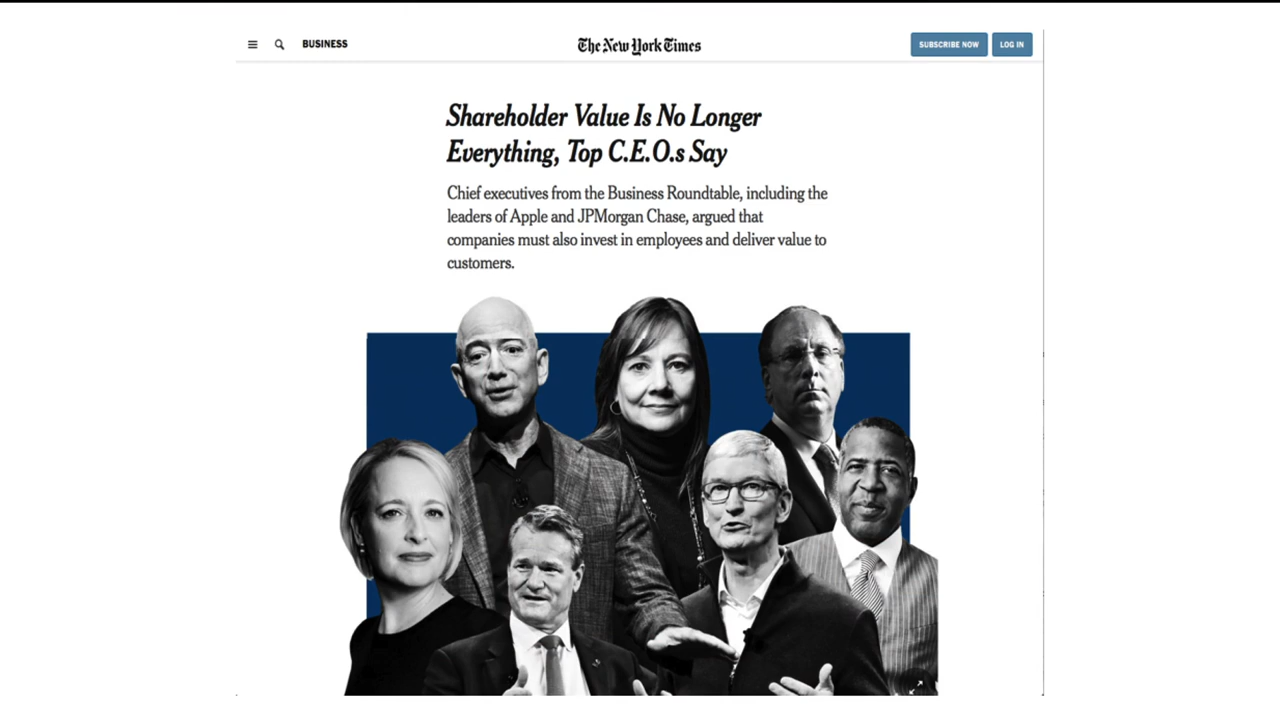 BUSINESS
The New York Times
SUBSCRIBE NOW
LOG IN
Shareholder Value Is No Longer
Everything, Top C.E.O.s Say
Chief executives from the Business Roundtable, including the
leaders of Apple and JPMorgan Chase, argued that
companies must also invest in employees and deliver value to
customers.